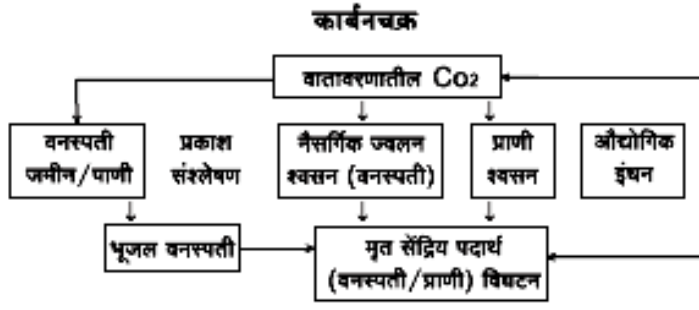 कार्बनचक्र
वातावरणातील Co2
वनस्पती
जमीन/पाणी
प्रकाश
संश्लेषण
नैसर्गिक ज्वलन
श्वसन (वनस्पती)
प्राणी
श्वसन
औद्योगिक
इंधन
भूजल वनस्पती
मृत सेंद्रिय पदार्थ
(वनस्पती/प्राणी) विघटन